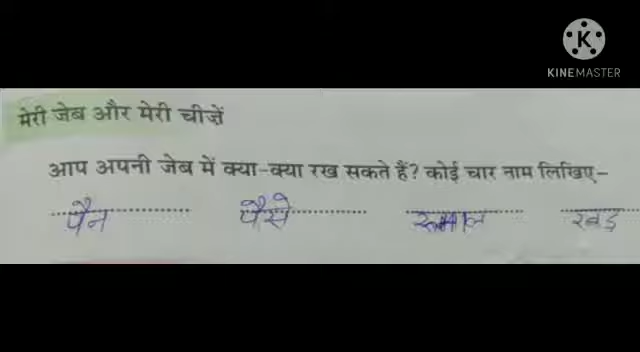 KINEMASTER
मेरी जेब और मेरी चीज़ें
आप अपनी जेब में क्या-क्या रख सकते हैं? कोई चार नाम लिखिए–
पैन पैसे रूमाल रबड़